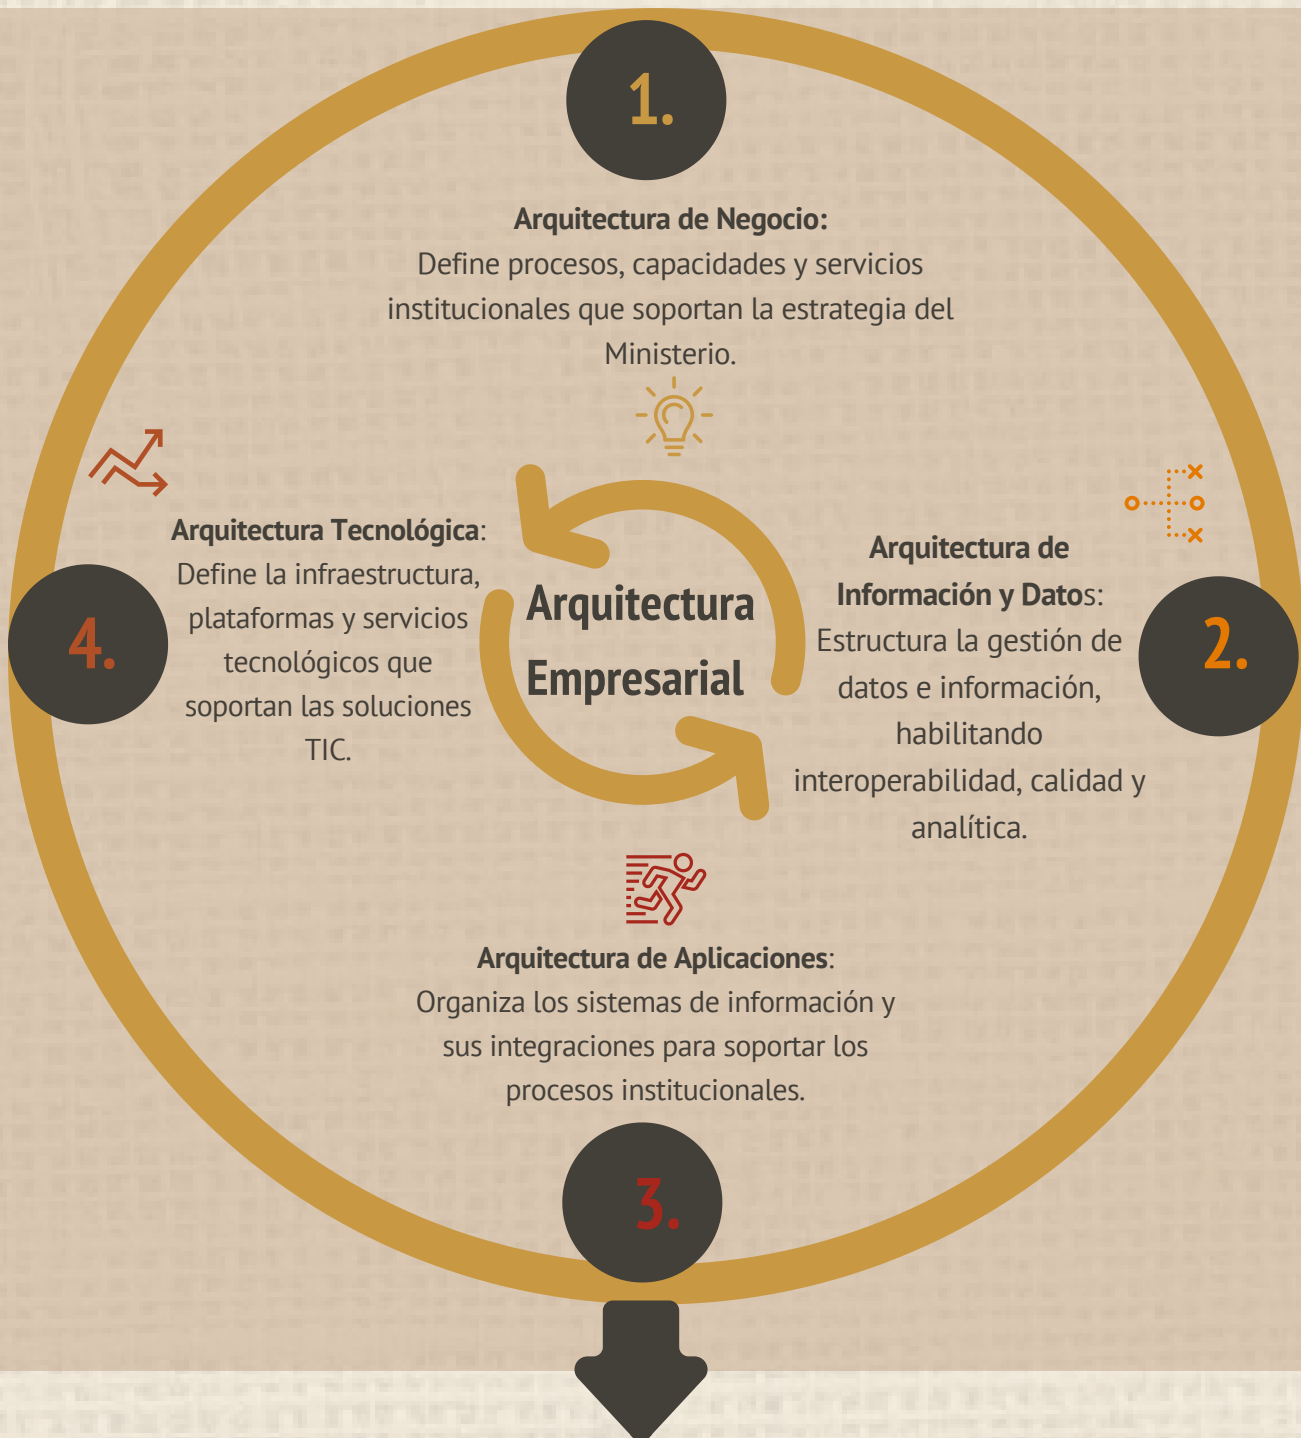 1.
Arquitectura de Negocio:
Define procesos, capacidades y servicios
institucionales que soportan la estrategia del
Ministerio.
Arquitectura
Empresarial
2.
Arquitectura de
Información y Datos:
Estructura la gestión de
datos e información,
habilitando
interoperabilidad, calidad y
analítica.
3.
Arquitectura de Aplicaciones:
Organiza los sistemas de información y
sus integraciones para soportar los
procesos institucionales.
4.
Arquitectura Tecnológica:
Define la infraestructura,
plataformas y servicios
tecnológicos que
soportan las soluciones
TIC.